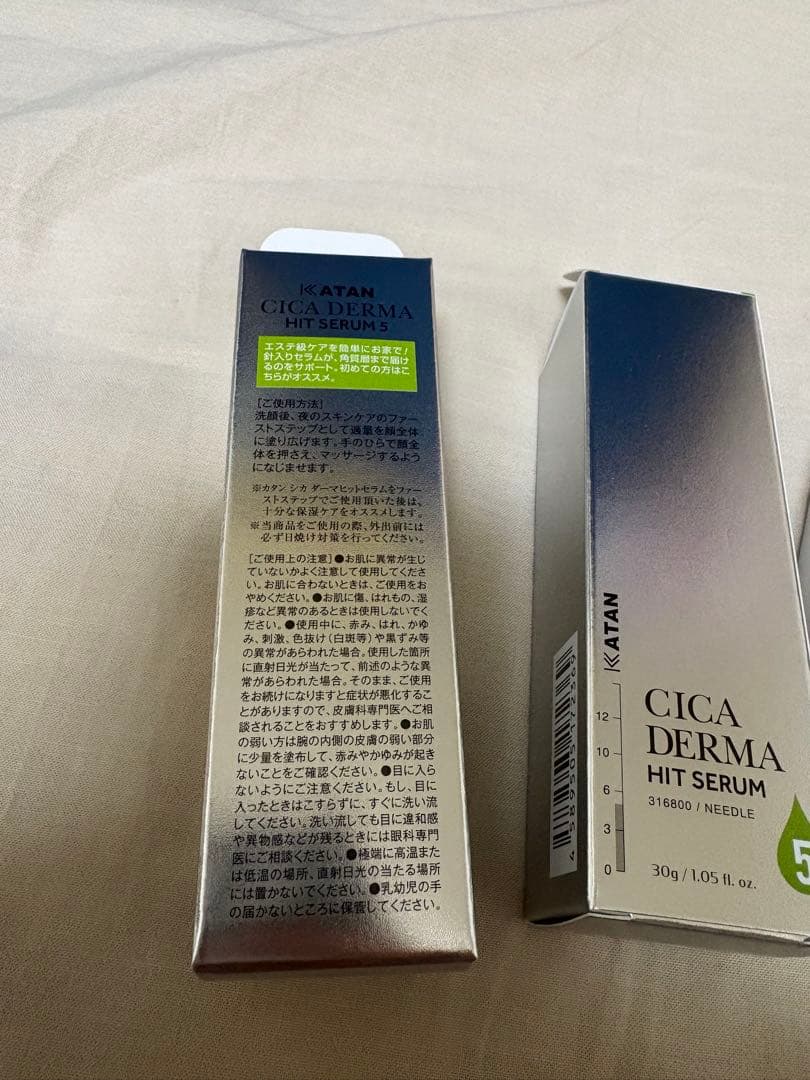 KATAN
CICA DERMA
HIT SERUM 5
エステ級ケアを簡単にお家で!
針入りセラムが、角質層まで届け
るのをサポート。初めての方はこ
ちらがオススメ。
[ご使用方法]
洗顔後、夜のスキンケアのファー
ストステップとして適量を顔全体
に塗り広げます。手のひらで顔全
体を押さえ、マッサージするよう
になじませます。
※カタン シカ ダーマヒットセラムをファー
ストステップでご使用頂いた後は、
十分な保湿ケアをオススメします。
※当商品をご使用の際、外出前には
必ず日焼け対策を行ってください。
[ご使用上の注意]●お肌に異常が生じ
ていないかよく注意して使用してくださ
い。お肌に合わないときは、ご使用をお
やめください。●お肌に傷、はれもの、湿
疹など異常のあるときは使用しないでく
ださい。●使用中に、赤み、はれ、かゆ
み、刺激、色抜け(白斑等)や黒ずみ等
の異常があらわれた場合。使用した箇所
に直射日光が当たって、前述のような異
常があらわれた場合。そのまま、ご使用
をお続けになりますと症状が悪化するこ
とがありますので、皮膚科専門医へご相
談されることをおすすめします。●お肌
の弱い方は腕の内側の皮膚の弱い部分
に少量を塗布して、赤みやかゆみが起き
ないことをご確認ください。●目に入ら
ないようにご注意ください。もし、目に
入ったときはこすらずに、すぐに洗い流
してください。洗い流しても目に違和感
や異物感などが残るときには眼科専門
医にご相談ください。●極端に高温また
は低温の場所、直射日光の当たる場所
には置かないでください。●乳幼児の手
の届かないところに保管してください。
KATAN
12
10
6
3
0
CICA
DERMA
HIT SERUM
316800 / NEEDLE
30g / 1.05 fl. oz.
5